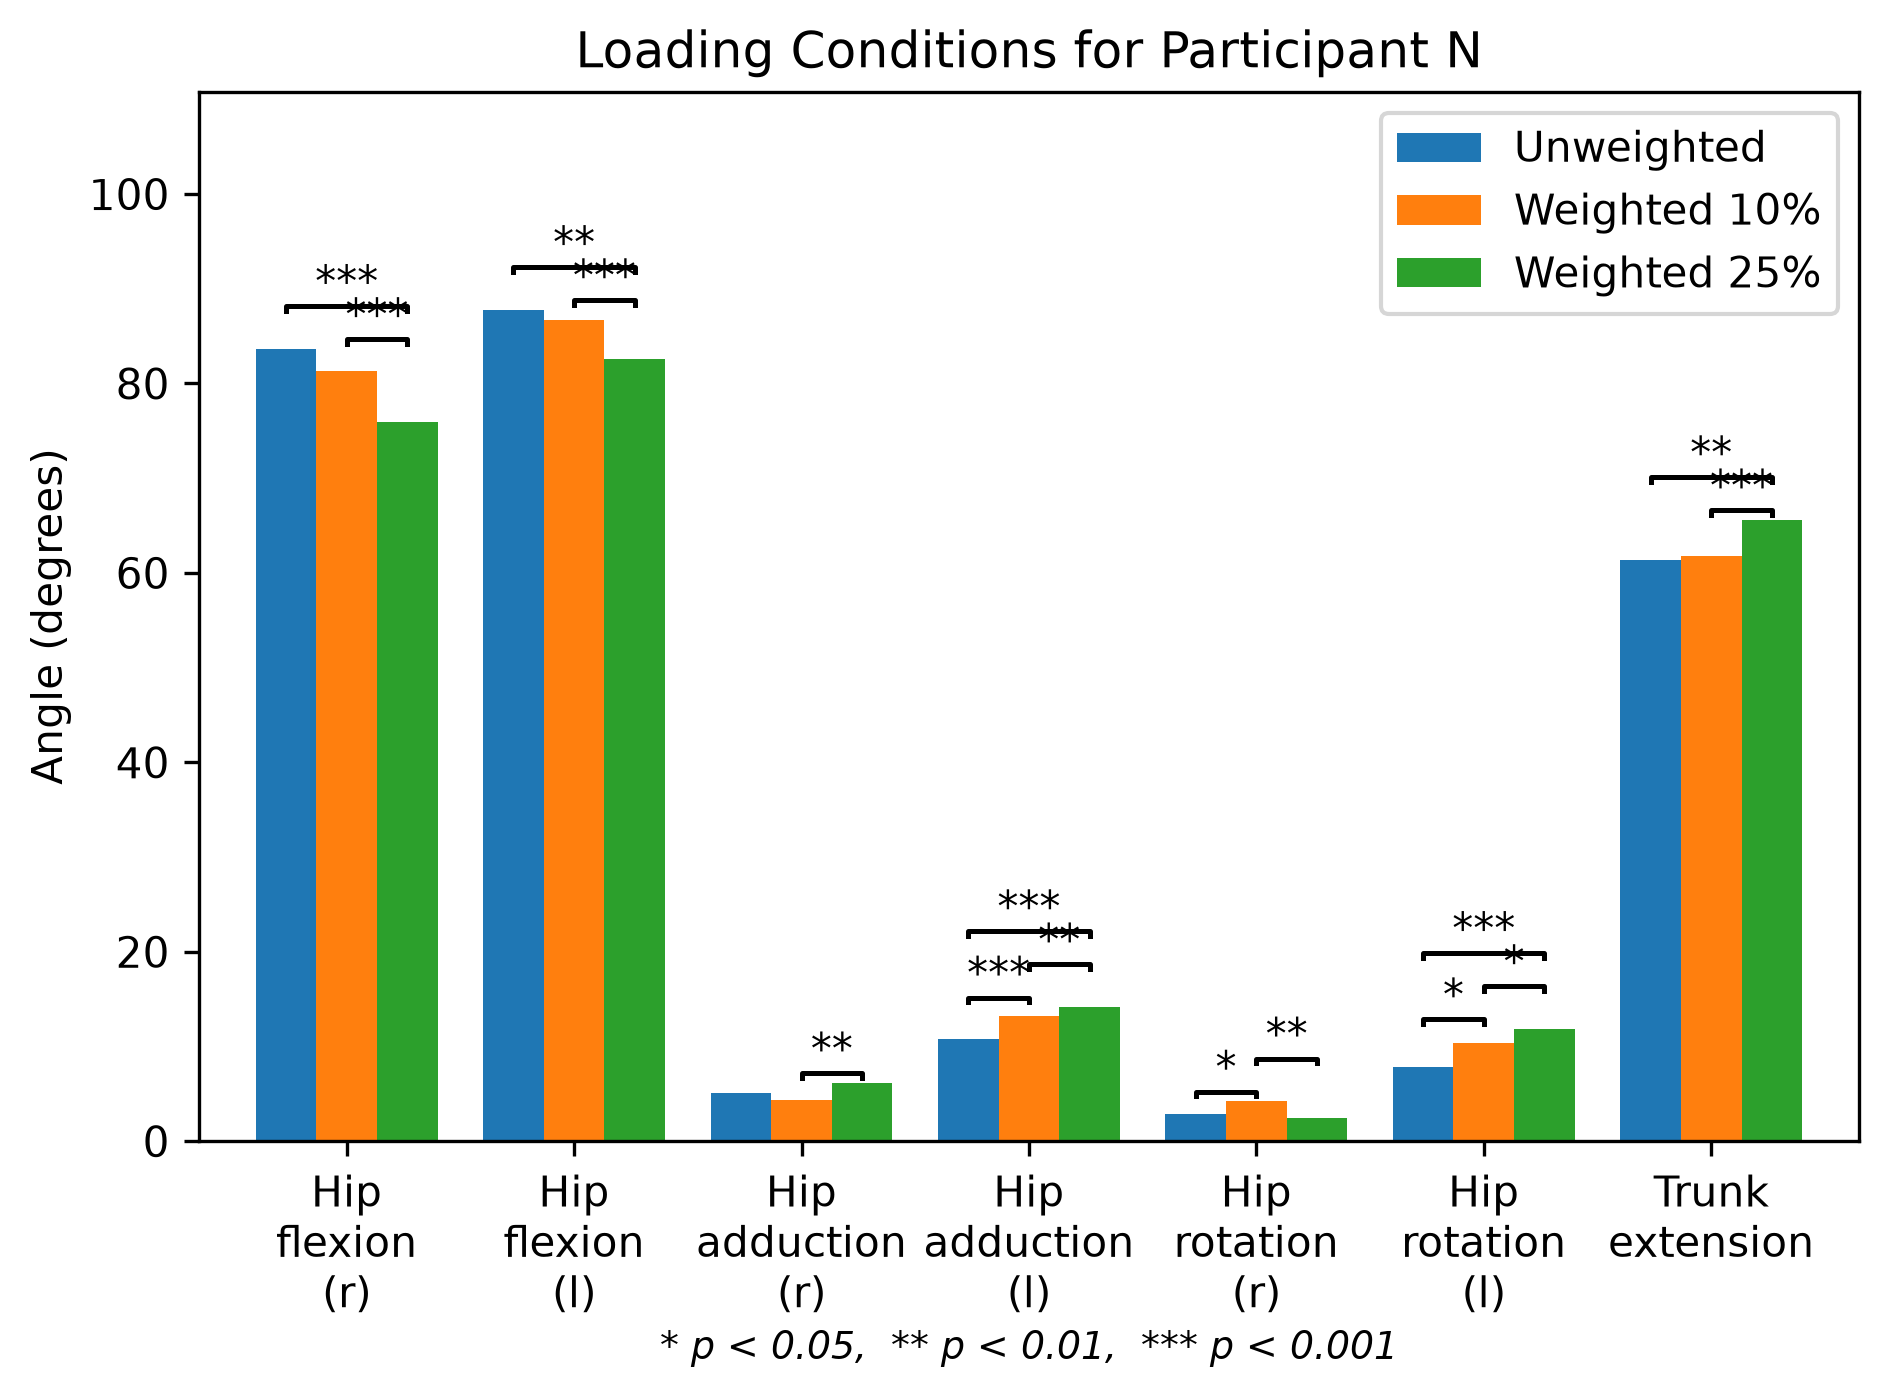 Loading Conditions for Participant N
Unweighted
Weighted 10%
Weighted 25%
Angle (degrees)
100
80
60
40
20
0
***
***
**
***
**
***
**
***
*
**
***
*
*
**
***
Hip flexion (r)
Hip flexion (l)
Hip adduction (r)
Hip adduction (l)
Hip rotation (r)
Hip rotation (l)
Trunk extension
* p < 0.05, ** p < 0.01, *** p < 0.001